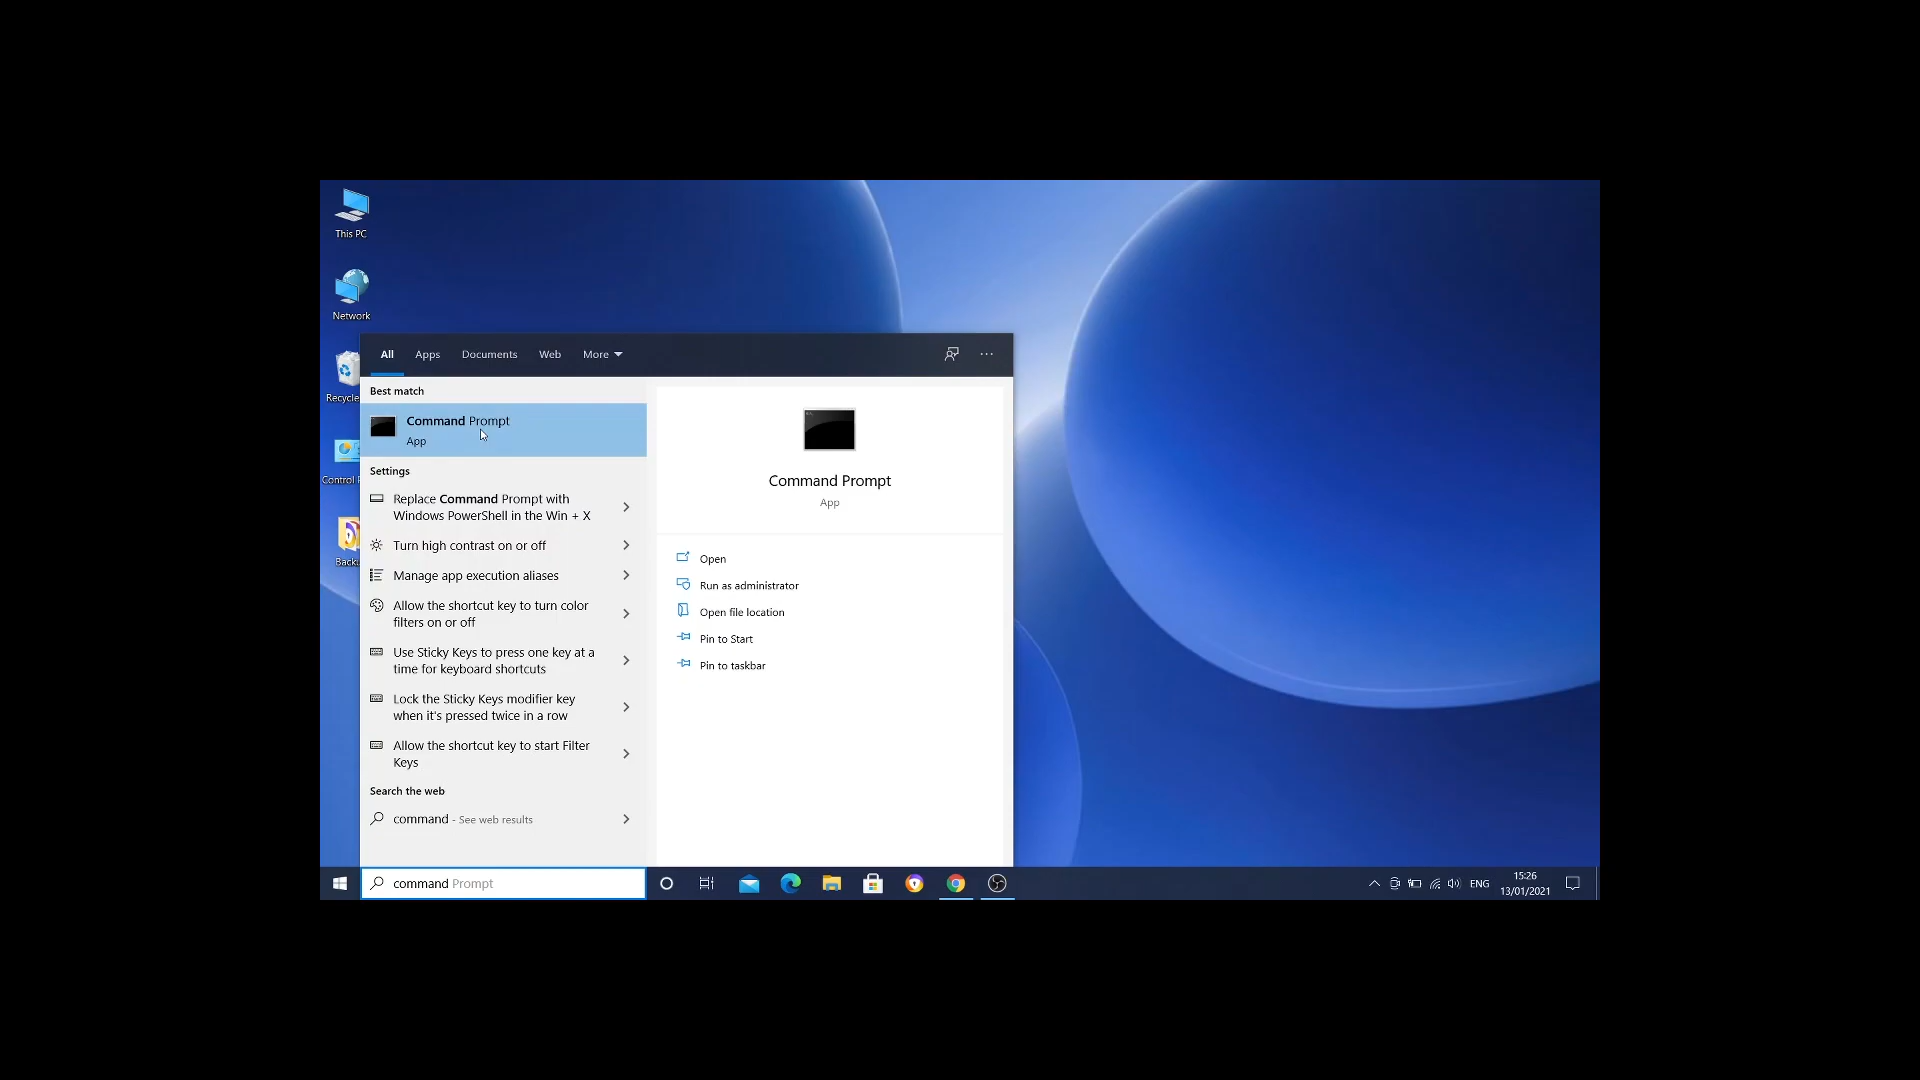 This PC
Network
Recycle
Control
Back
All Apps Documents Web More
Best match
Command Prompt
App
Settings
Replace Command Prompt with
Windows PowerShell in the Win + X
Turn high contrast on or off
Manage app execution aliases
Allow the shortcut key to turn color
filters on or off
Use Sticky Keys to press one key at a
time for keyboard shortcuts
Lock the Sticky Keys modifier key
when it's pressed twice in a row
Allow the shortcut key to start Filter
Keys
Search the web
command - See web results
Command Prompt
App
Open
Run as administrator
Open file location
Pin to Start
Pin to taskbar
command Prompt
ENG
15:26
13/01/2021